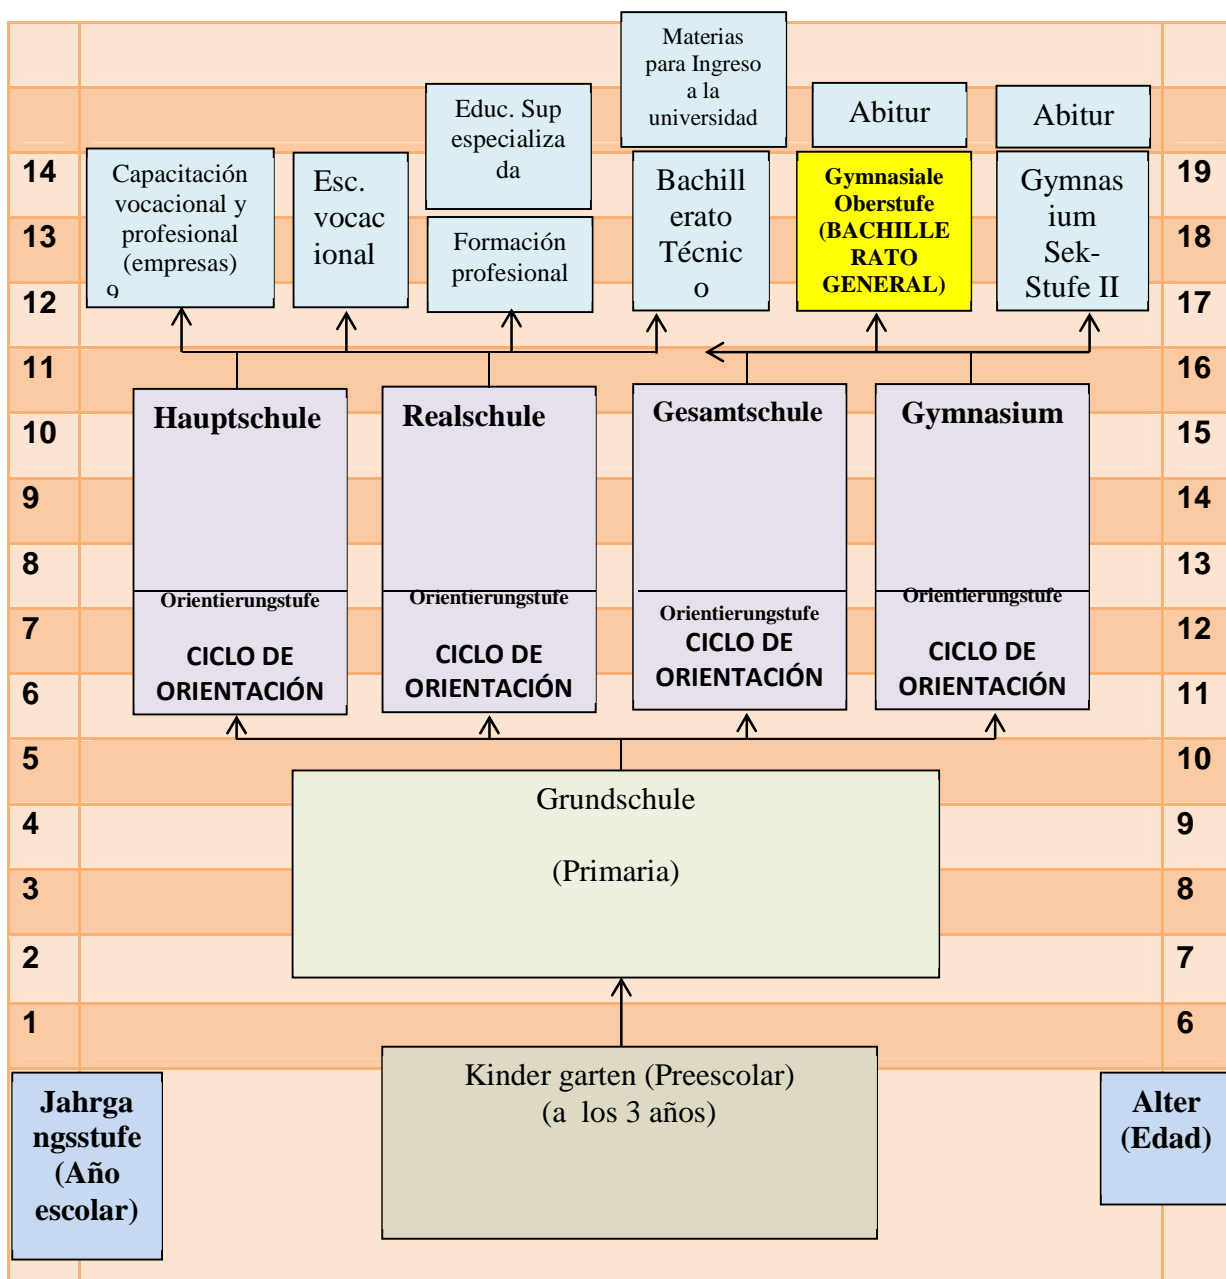 Materias
para Ingreso
a la
universidad
Educ. Sup
especializa
da
Abitur
Abitur
14
Capacitación
vocacional y
profesional
(empresas)
9
Esc.
vocac
ional
Formación
profesional
Bachill
erato
Técnic
o
Gymnasiale
Oberstufe
(BACHILLE
RATO
GENERAL)
Gymnas
ium
Sek-
Stufe II
19
13
18
12
17
11
16
Hauptschule
Realschule
Gesamtschule
Gymnasium
10
15
9
14
8
13
Orientierungstufe
CICLO DE
ORIENTACIÓN
Orientierungstufe
CICLO DE
ORIENTACIÓN
Orientierungstufe
CICLO DE
ORIENTACIÓN
Orientierungstufe
CICLO DE
ORIENTACIÓN
7
12
6
11
5
10
Grundschule
(Primaria)
4
9
3
8
2
7
1
6
Kinder garten (Preescolar)
(a los 3 años)
Jahrga
ngsstufe
(Año
escolar)
Alter
(Edad)